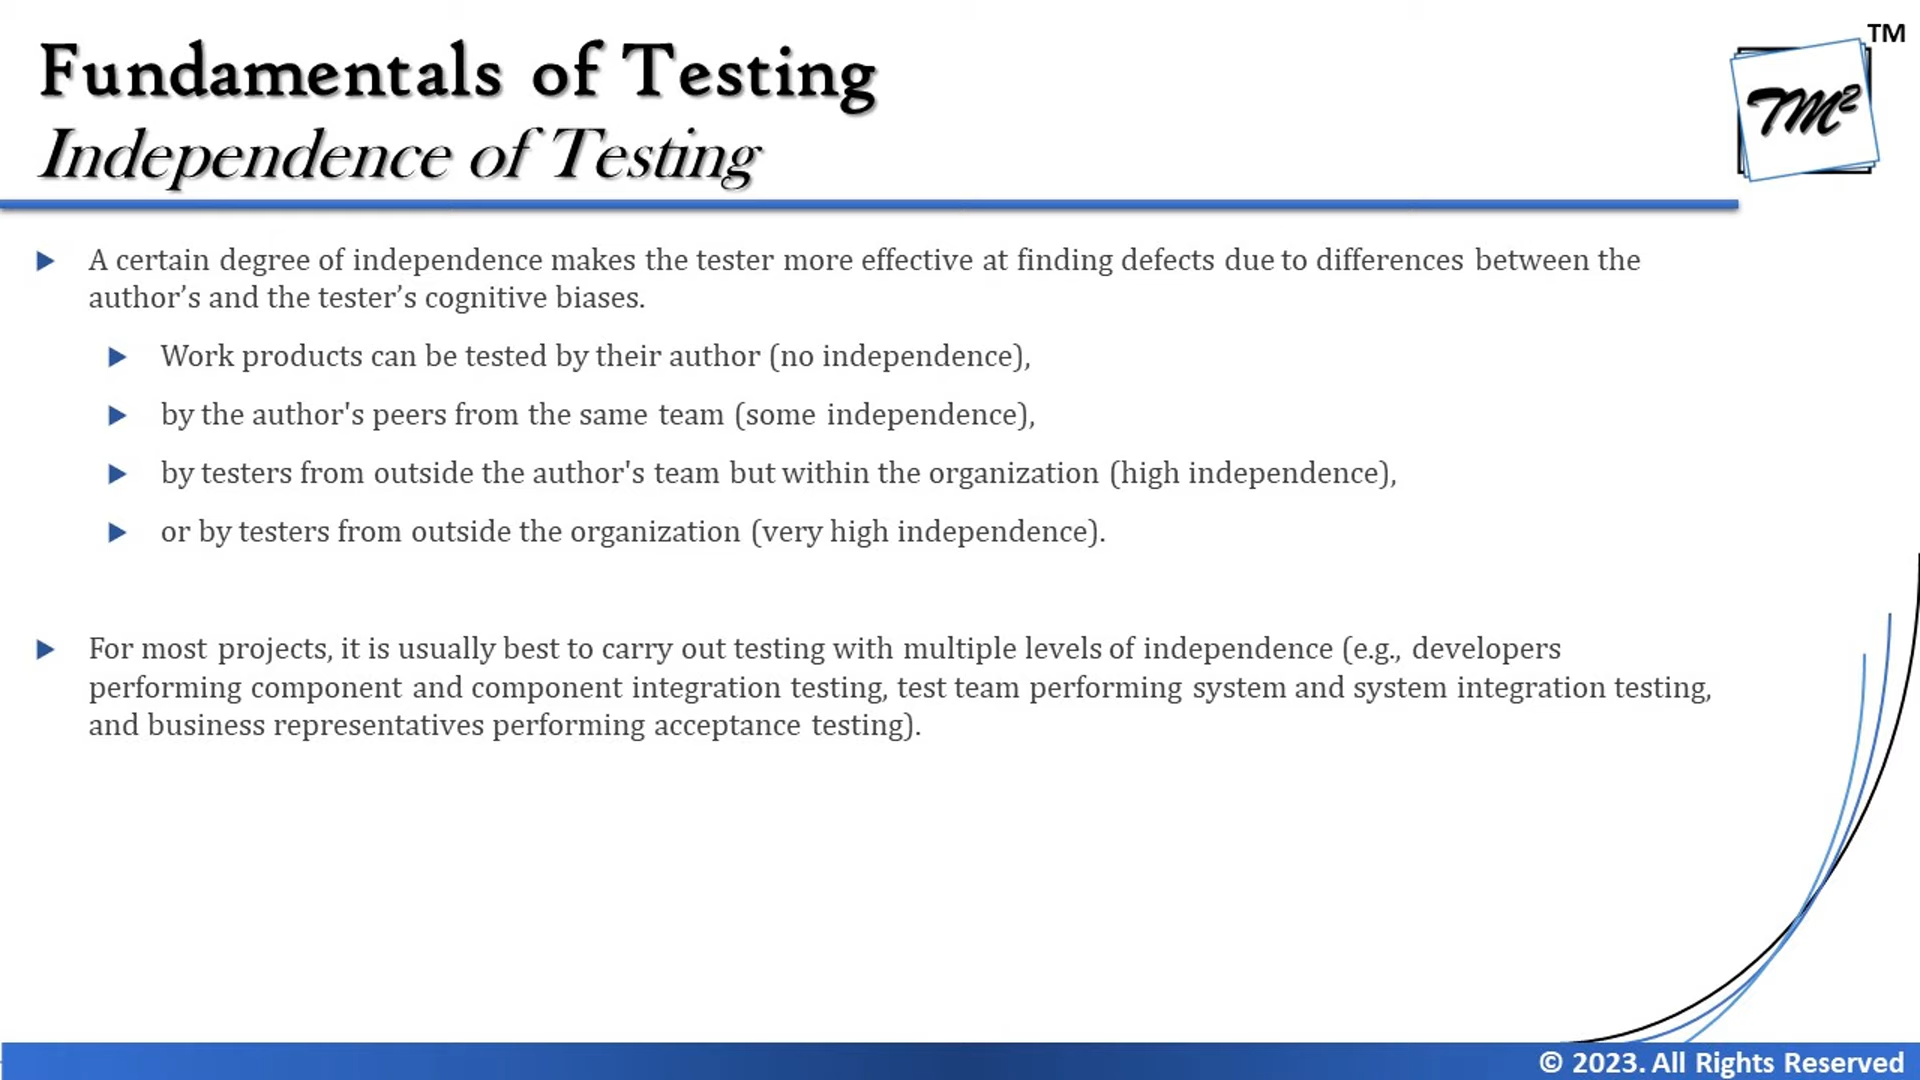 Fundamentals of Testing
Independence of Testing
TM
TM²
A certain degree of independence makes the tester more effective at finding defects due to differences between the
author’s and the tester’s cognitive biases.
Work products can be tested by their author (no independence),
by the author's peers from the same team (some independence),
by testers from outside the author's team but within the organization (high independence),
or by testers from outside the organization (very high independence).
For most projects, it is usually best to carry out testing with multiple levels of independence (e.g., developers
performing component and component integration testing, test team performing system and system integration testing,
and business representatives performing acceptance testing).
© 2023. All Rights Reserved